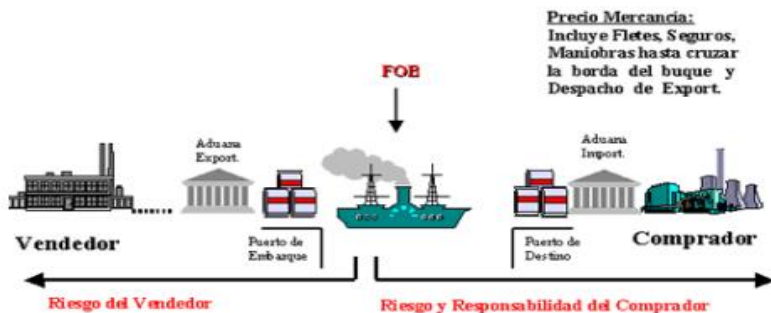 Precio Mercancía:
Incluye Fletes, Seguros,
Maniobras hasta cruzar
la borda del buque y
Despacho de Export.
FOB
Aduana
Export.
Aduana
Import.
Vendedor
Puerto de
Embarque
Puerto de
Destino
Comprador
Riesgo del Vendedor
Riesgo y Responsabilidad del Comprador